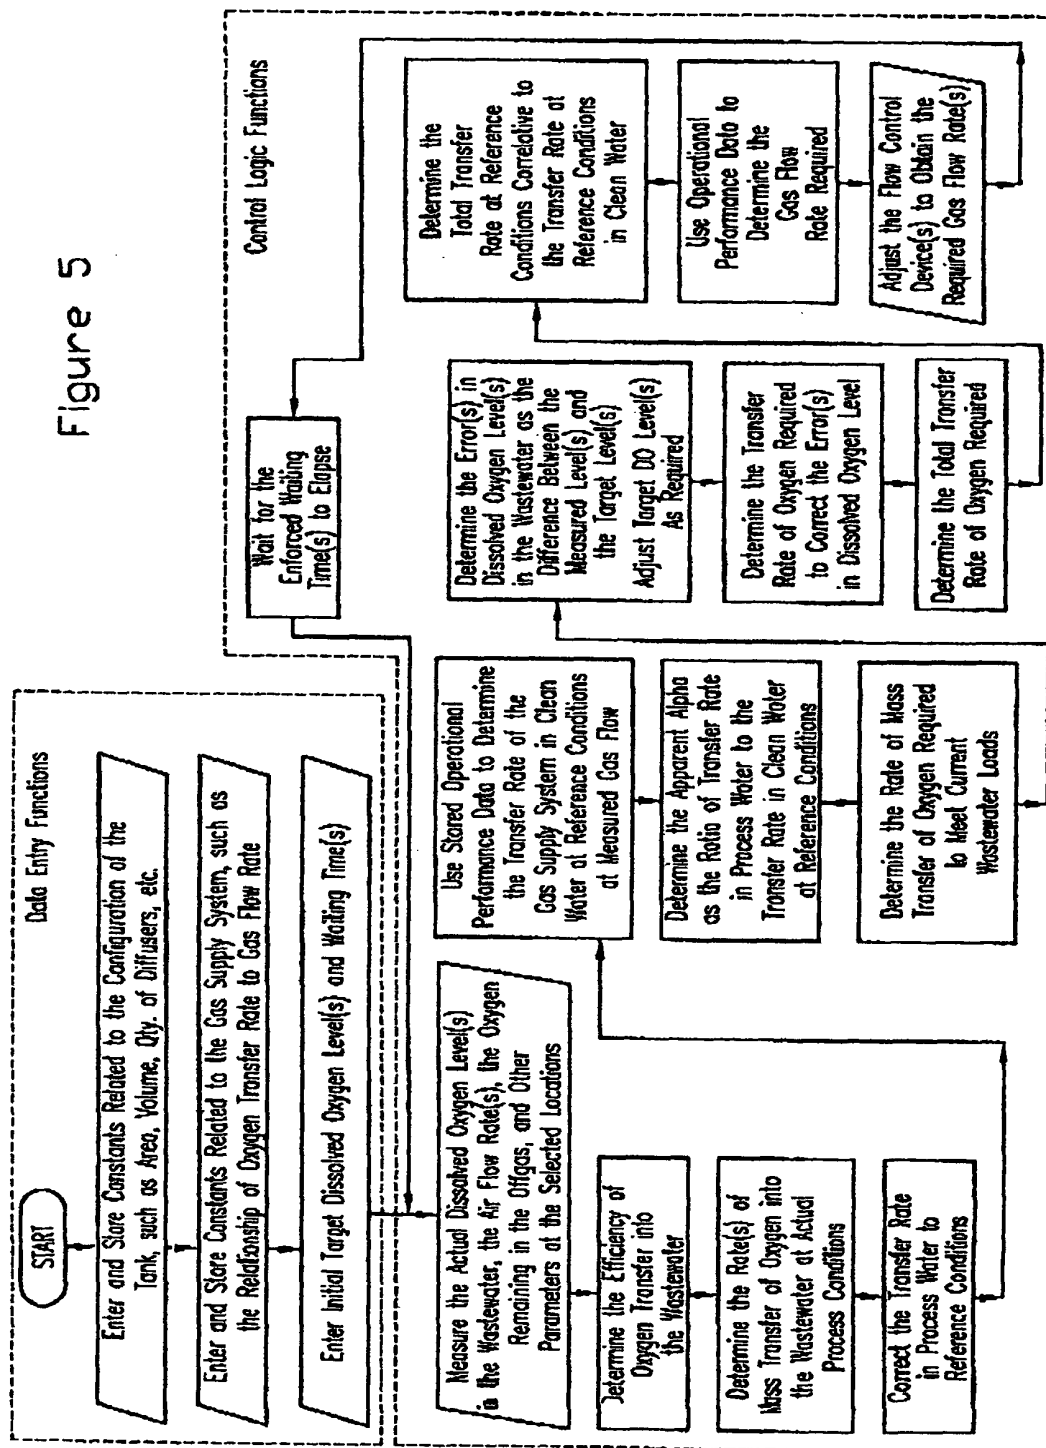 Figure 5
Data Entry Functions
START
Enter and Store Constants Related to the Configuration of the
Tank, such as Area, Volume, Qty. of Diffusers, etc.
Enter and Store Constants Related to the Gas Supply System, such as
the Relationship of Oxygen Transfer Rate to Gas Flow Rate
Enter Initial Target Dissolved Oxygen Level(s) and Waiting Time(s)
Control Logic Functions
Wait for the
Enforced Waiting
Time(s) to Elapse
Measure the Actual Dissolved Oxygen Level(s)
in the Wastewater, the Air Flow Rate(s), the Oxygen
Remaining in the Offgas, and Other
Parameters at the Selected Locations
Determine the Efficiency of
Oxygen Transfer into
the Wastewater
Determine the Rate(s) of
Mass Transfer of Oxygen into
the Wastewater at Actual
Process Conditions
Correct the Transfer Rate
in Process Water to
Reference Conditions
Use Stored Operational
Performance Data to Determine
the Transfer Rate of the
Gas Supply System in Clean
Water at Reference Conditions
at Measured Gas Flow
Determine the Apparent Alpha
as the Ratio of Transfer Rate
in Process Water to the
Transfer Rate in Clean Water
at Reference Conditions
Determine the Rate of Mass
Transfer of Oxygen Required
to Meet Current
Wastewater Loads
Determine the Error(s) in
Dissolved Oxygen Level(s)
in the Wastewater as the
Difference Between the
Measured Level(s) and
the Target Level(s)
Adjust Target DO Level(s)
As Required
Determine the Transfer
Rate of Oxygen Required
to Correct the Error(s)
in Dissolved Oxygen Level
Determine the Total Transfer
Rate of Oxygen Required
Determine the
Total Transfer
Rate at Reference
Conditions Correlative to
the Transfer Rate at
Reference Conditions
in Clean Water
Use Operational
Performance Data to
Determine the
Gas Flow
Rate Required
Adjust the Flow Control
Device(s) to Obtain the
Required Gas Flow Rate(s)